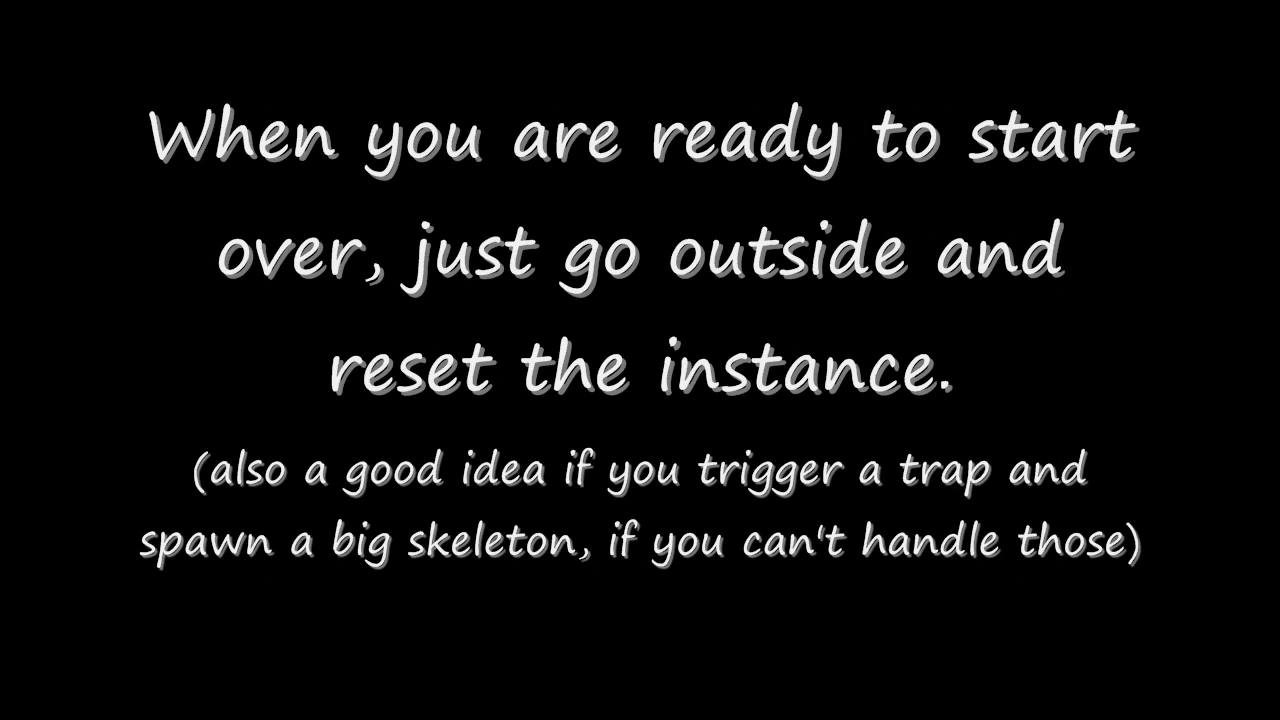 When you are ready to start
over, just go outside and
reset the instance.
(also a good idea if you trigger a trap and
spawn a big skeleton, if you can't handle those)